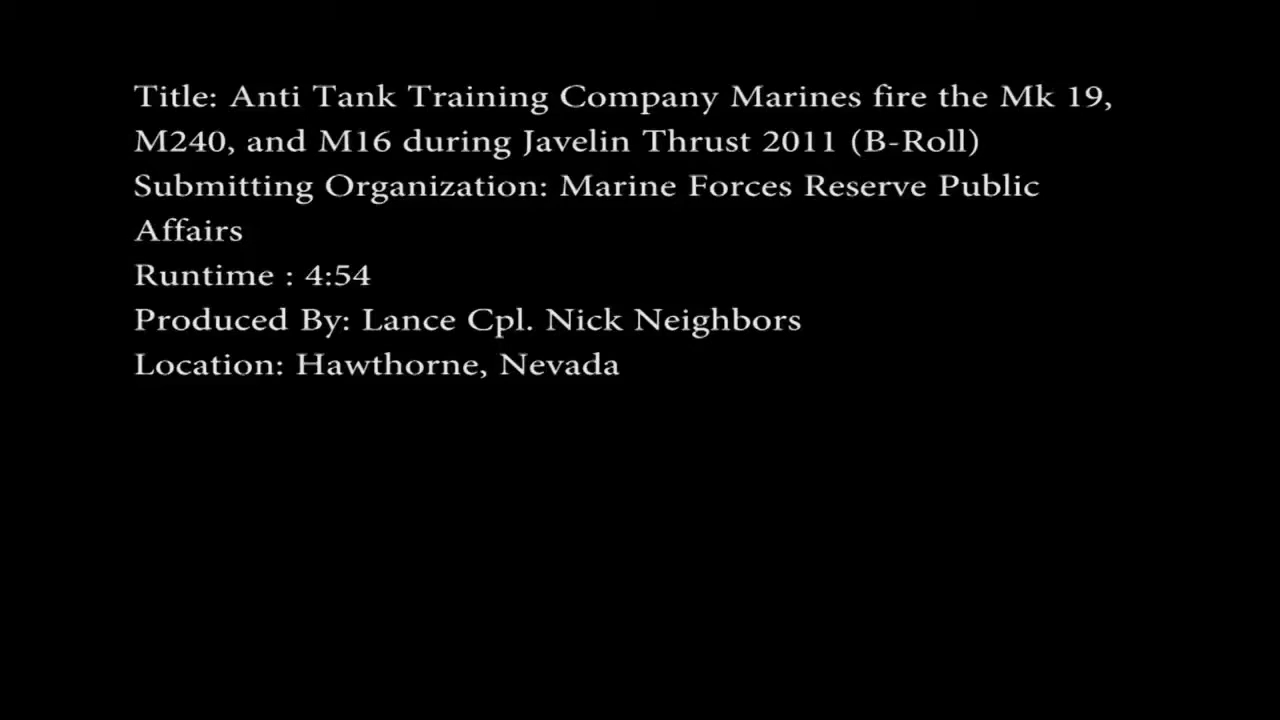 Title: Anti Tank Training Company Marines fire the Mk 19,
M240, and M16 during Javelin Thrust 2011 (B-Roll)
Submitting Organization: Marine Forces Reserve Public
Affairs
Runtime : 4:54
Produced By: Lance Cpl. Nick Neighbors
Location: Hawthorne, Nevada